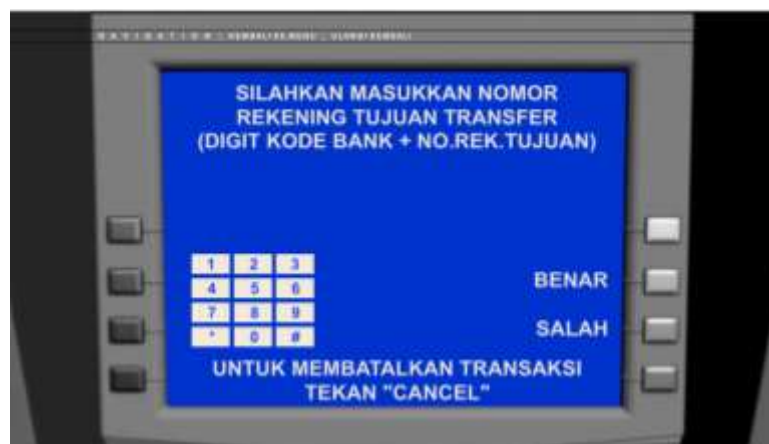 SILAHKAN MASUKKAN NOMOR
REKENING TUJUAN TRANSFER
(DIGIT KODE BANK + NO.REK.TUJUAN)
1 2 3
4 5 6
7 8 9
* 0 #
BENAR
SALAH
UNTUK MEMBATALKAN TRANSAKSI
TEKAN "CANCEL"